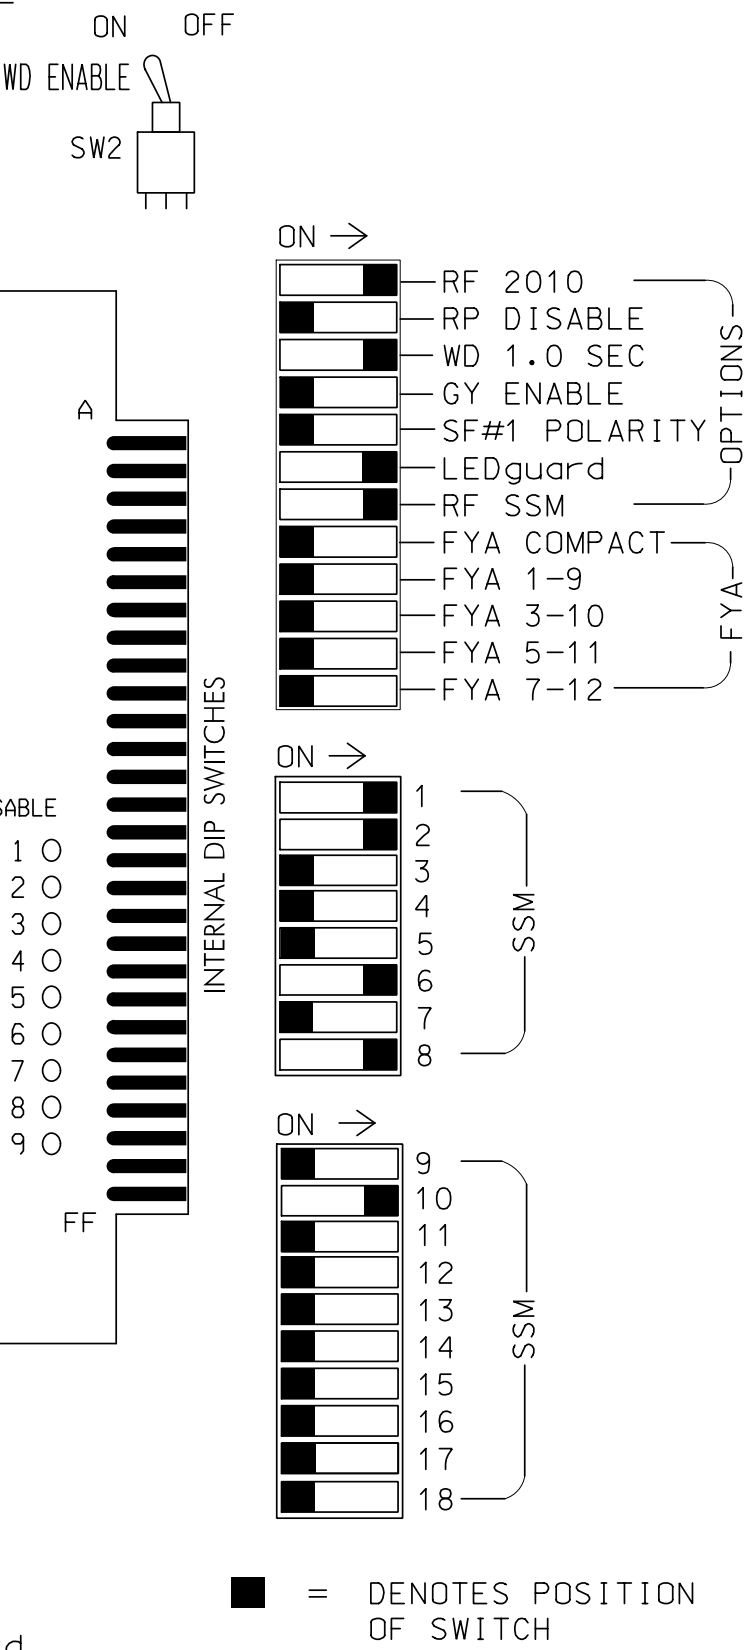 ON OFF
WD ENABLE
SW2
ON →
RF 2010
RP DISABLE
WD 1.0 SEC
GY ENABLE
SF#1 POLARITY
LEDguard
RF SSM
OPTIONS
FYA COMPACT
FYA 1-9
FYA 3-10
FYA 5-11
FYA 7-12
FYA
A
FF
INTERNAL DIP SWITCHES
SABLE
1
2
3
4
5
6
7
8
9
ON →
1
2
3
4
5
6
7
8
SSM
ON →
9
10
11
12
13
14
15
16
17
18
SSM
= DENOTES POSITION
OF SWITCH